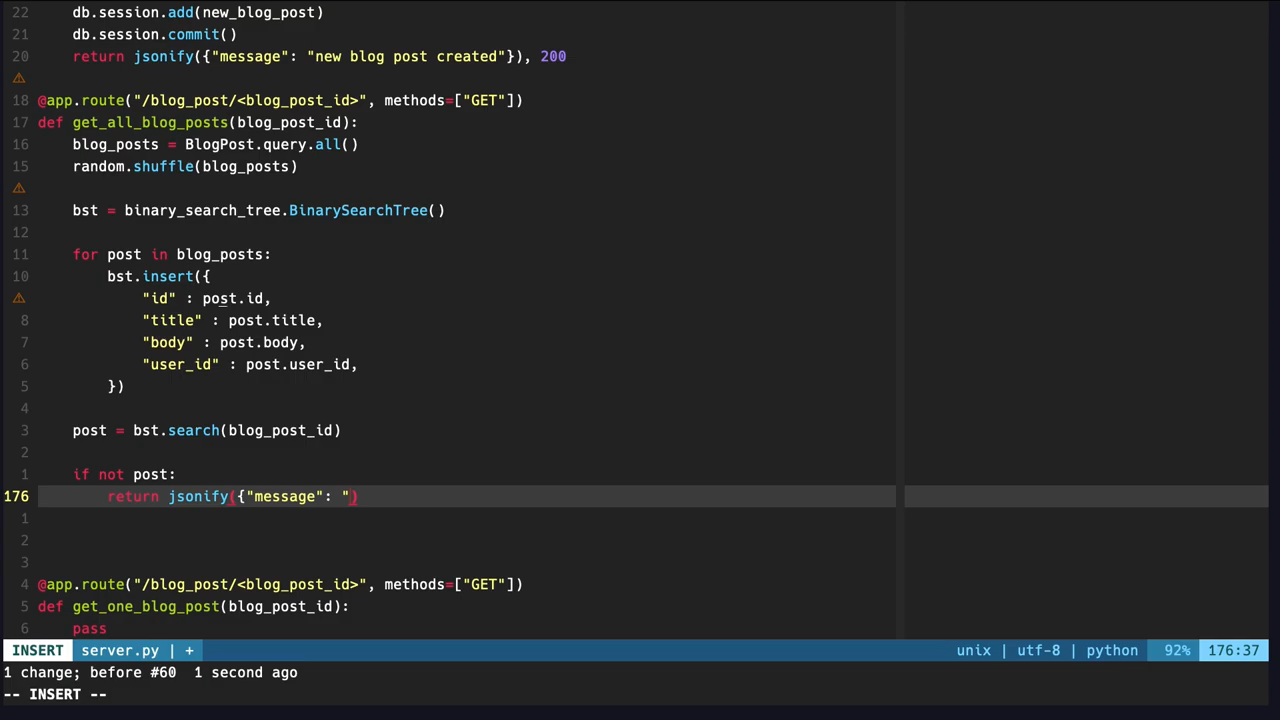 22     db.session.add(new_blog_post)
21     db.session.commit()
20     return jsonify({"message": "new blog post created"}), 200
⚠
18 @app.route("/blog_post/<blog_post_id>", methods=["GET"])
17 def get_all_blog_posts(blog_post_id):
16     blog_posts = BlogPost.query.all()
15     random.shuffle(blog_posts)
⚠
13     bst = binary_search_tree.BinarySearchTree()
12
11     for post in blog_posts:
10         bst.insert({
⚠             "id" : post.id,
8             "title" : post.title,
7             "body" : post.body,
6             "user_id" : post.user_id,
5         })
4
3     post = bst.search(blog_post_id)
2
1     if not post:
176         return jsonify({"message": ")
1
2
3
4 @app.route("/blog_post/<blog_post_id>", methods=["GET"])
5 def get_one_blog_post(blog_post_id):
6     pass
INSERT server.py | + unix | utf-8 | python 92% 176:37
1 change; before #60  1 second ago
-- INSERT --